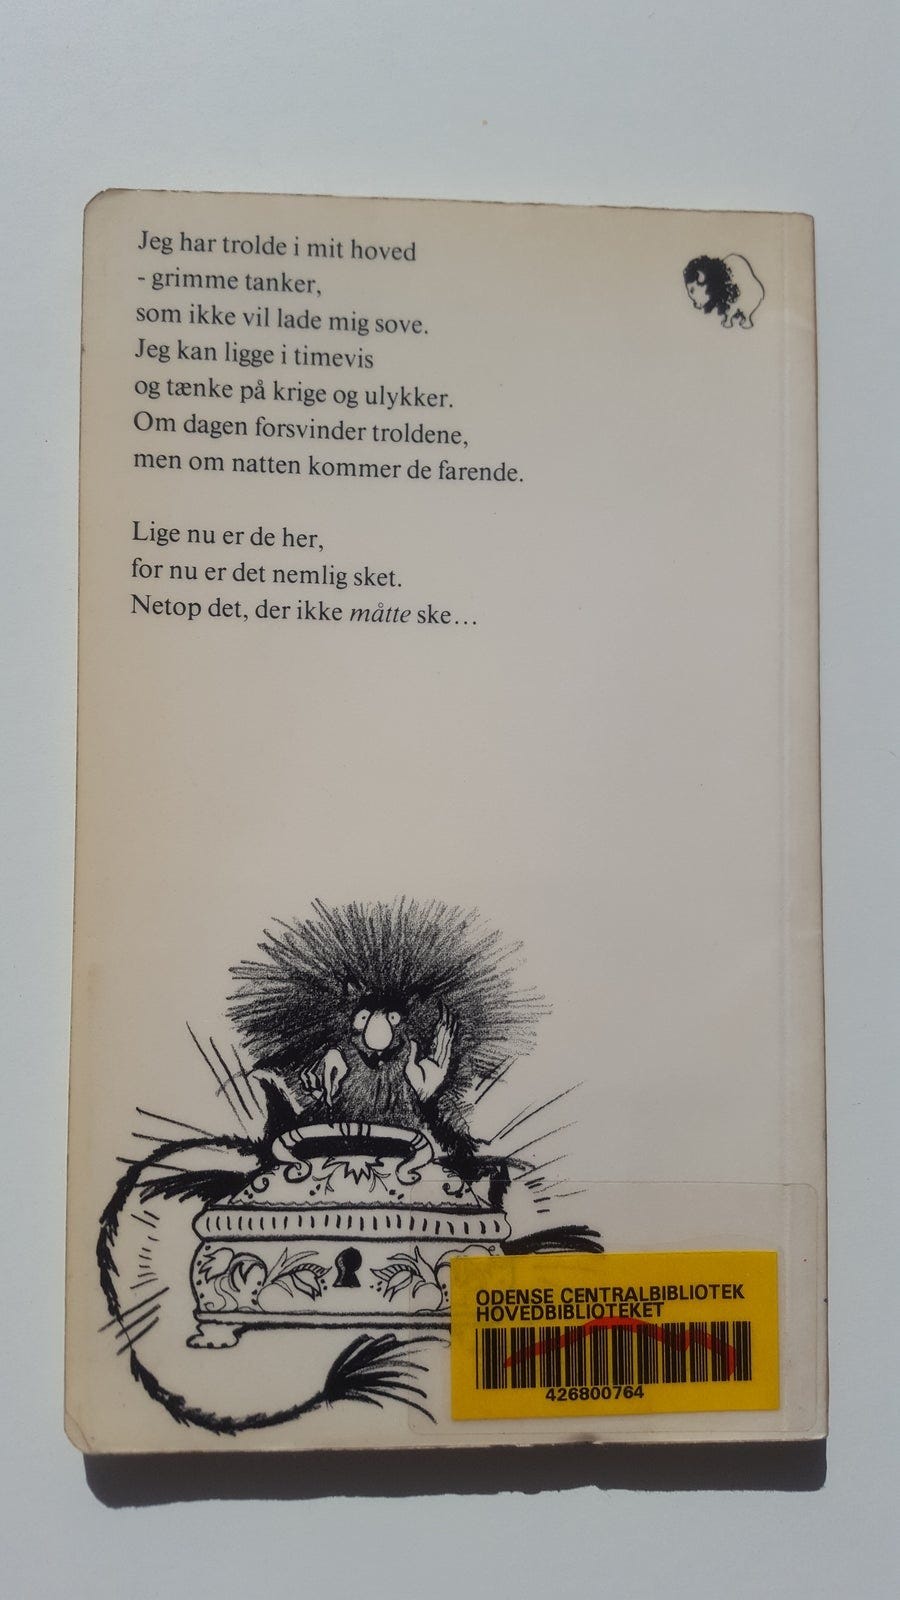 Jeg har trolde i mit hoved
- grimme tanker,
som ikke vil lade mig sove.
Jeg kan ligge i timevis
og tænke på krige og ulykker.
Om dagen forsvinder troldene,
men om natten kommer de farende.
Lige nu er de her,
for nu er det nemlig sket.
Netop det, der ikke måtte ske...
ODENSE CENTRALBIBLIOTEK
HOVEDBIBLIOTEKET
426800764